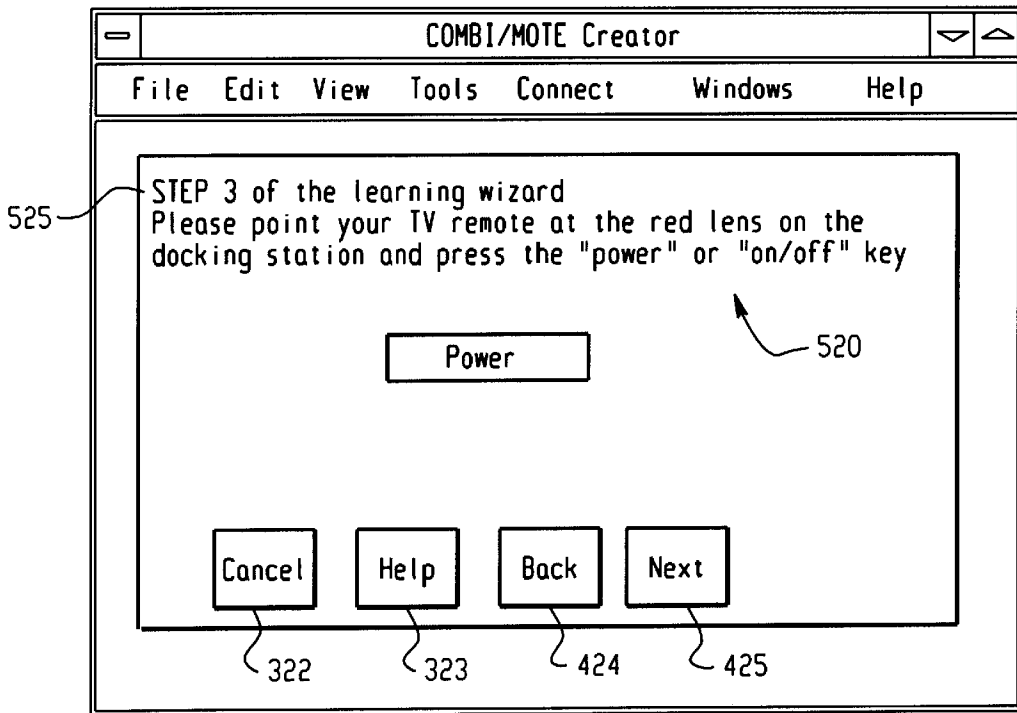 COMBI/MOTE Creator
File Edit View Tools Connect Windows Help
525
STEP 3 of the learning wizard
Please point your TV remote at the red lens on the
docking station and press the "power" or "on/off" key
520
Power
Cancel Help Back Next
322 323 424 425